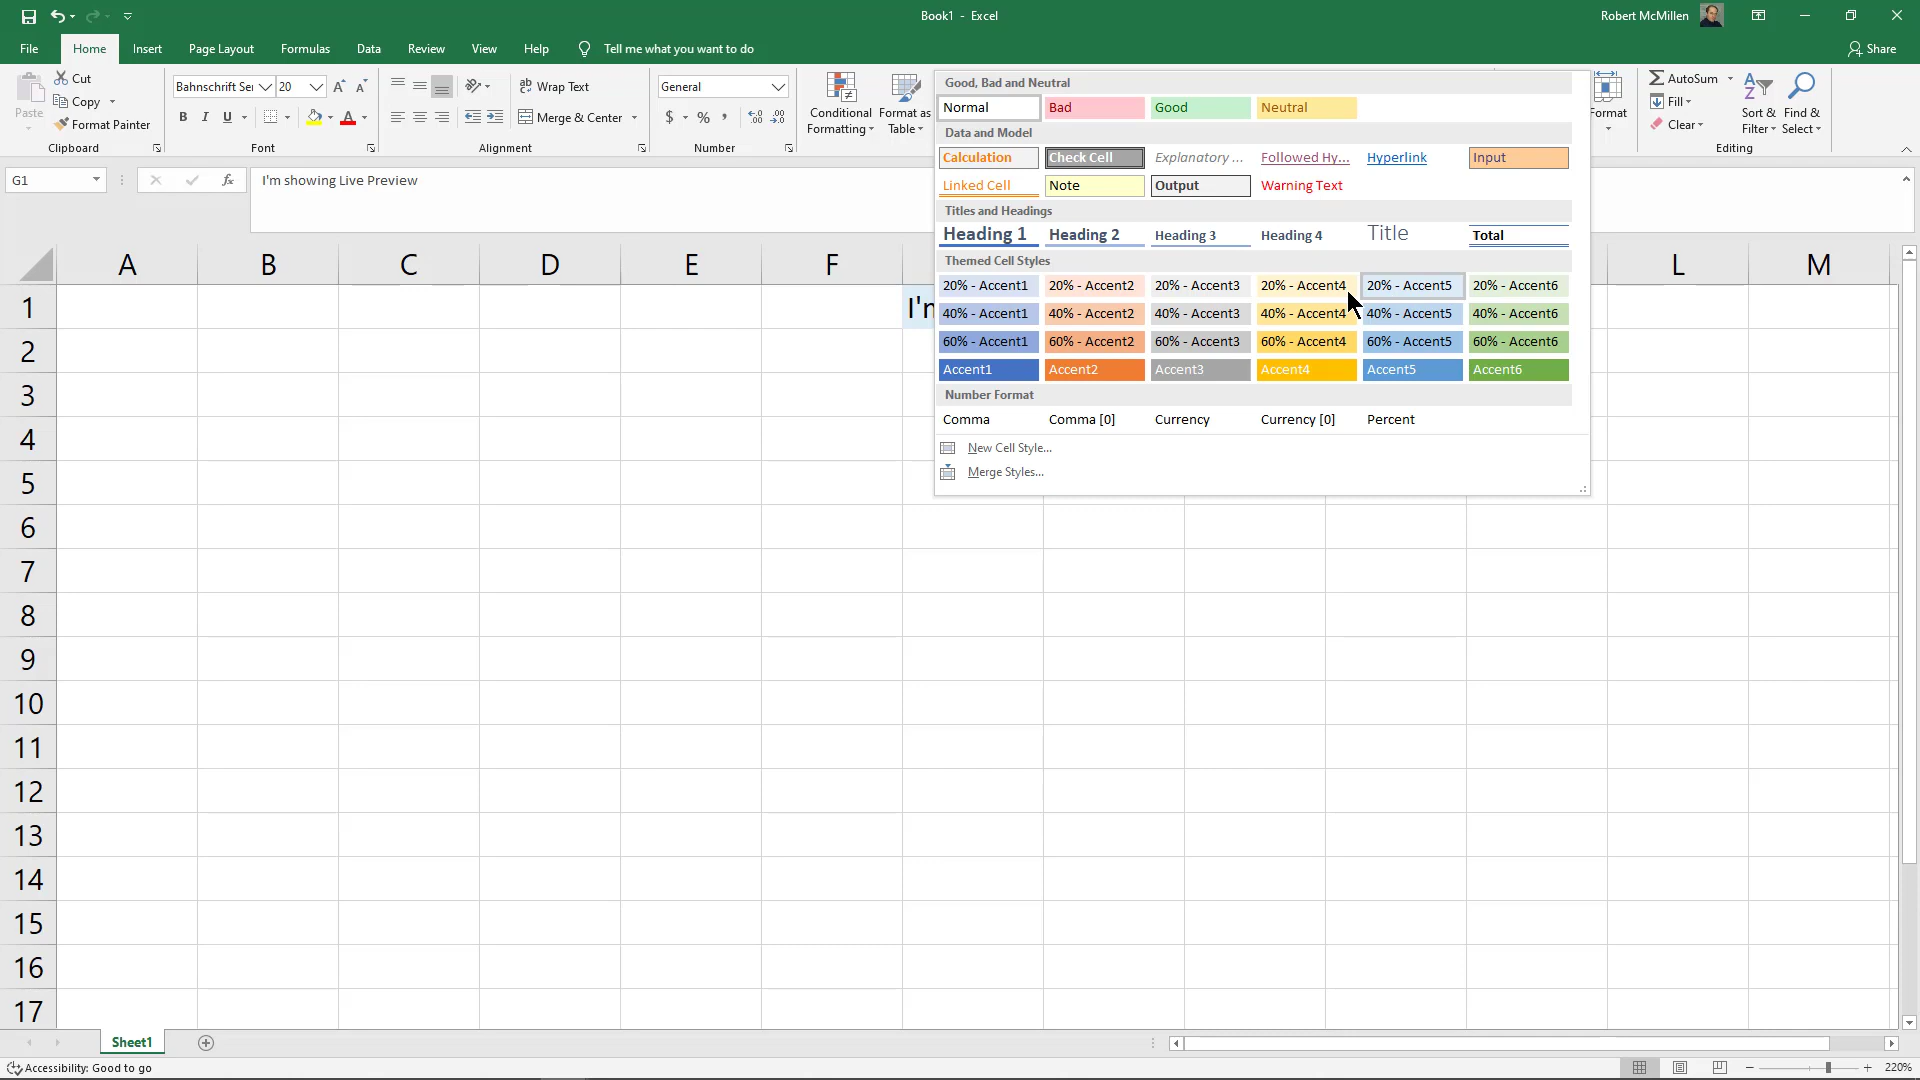 Book1 - Excel
Robert McMillen
File Home Insert Page Layout Formulas Data Review View Help Tell me what you want to do
Share
Paste
Cut
Copy
Format Painter
Clipboard
Bahnschrift Se 20
B I U
Font
Wrap Text
Merge & Center
Alignment
General
$ %
Number
Conditional Formatting
Format as Table
Format
AutoSum
Fill
Clear
Sort & Filter
Find & Select
Editing
G1
fx
I'm showing Live Preview
Good, Bad and Neutral
Normal Bad Good Neutral
Data and Model
Calculation Check Cell Explanatory ... Followed Hy... Hyperlink Input
Linked Cell Note Output Warning Text
Titles and Headings
Heading 1 Heading 2 Heading 3 Heading 4 Title Total
Themed Cell Styles
20% - Accent1 20% - Accent2 20% - Accent3 20% - Accent4 20% - Accent5 20% - Accent6
40% - Accent1 40% - Accent2 40% - Accent3 40% - Accent4 40% - Accent5 40% - Accent6
60% - Accent1 60% - Accent2 60% - Accent3 60% - Accent4 60% - Accent5 60% - Accent6
Accent1 Accent2 Accent3 Accent4 Accent5 Accent6
Number Format
Comma Comma [0] Currency Currency [0] Percent
New Cell Style...
Merge Styles...
A B C D E F L M
1 I'm
2
3
4
5
6
7
8
9
10
11
12
13
14
15
16
17
Sheet1
Accessibility: Good to go
220%